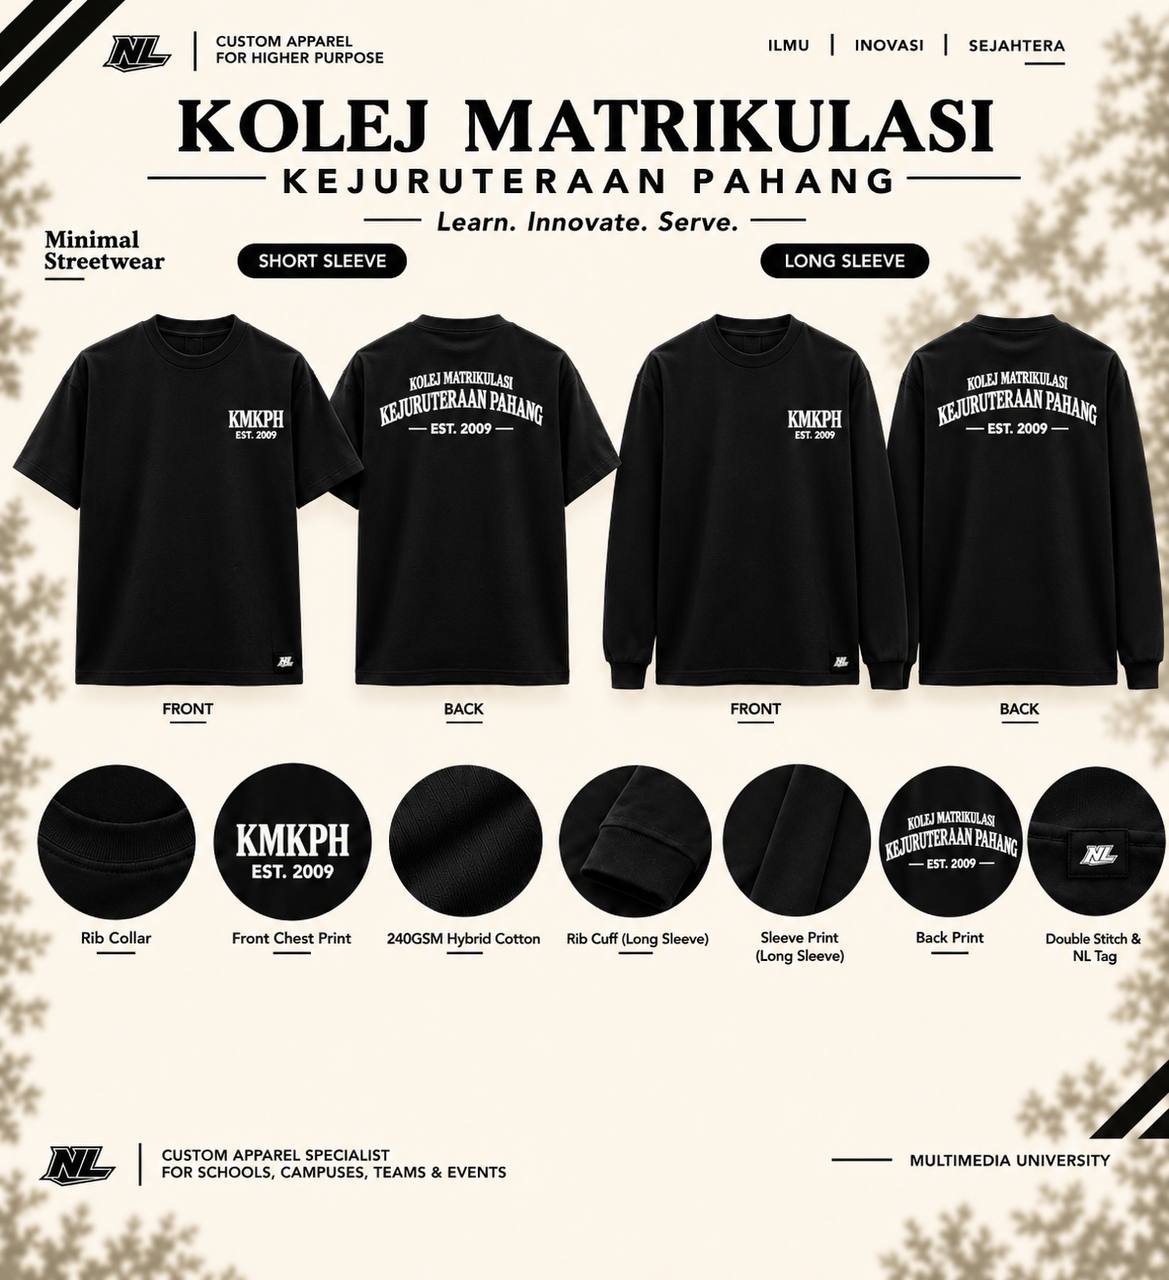 NL
CUSTOM APPAREL
FOR HIGHER PURPOSE
ILMU | INOVASI | SEJAHTERA
KOLEJ MATRIKULASI
KEJURUTERAAN PAHANG
Learn. Innovate. Serve.
Minimal
Streetwear
SHORT SLEEVE
LONG SLEEVE
KMKPH
EST. 2009
NL
KOLEJ MATRIKULASI
KEJURUTERAAN PAHANG
EST. 2009
KMKPH
EST. 2009
NL
KOLEJ MATRIKULASI
KEJURUTERAAN PAHANG
EST. 2009
FRONT
BACK
FRONT
BACK
KMKPH
EST. 2009
KOLEJ MATRIKULASI
KEJURUTERAAN PAHANG
EST. 2009
NL
Rib Collar
Front Chest Print
240GSM Hybrid Cotton
Rib Cuff (Long Sleeve)
Sleeve Print
(Long Sleeve)
Back Print
Double Stitch &
NL Tag
NL
CUSTOM APPAREL SPECIALIST
FOR SCHOOLS, CAMPUSES, TEAMS & EVENTS
MULTIMEDIA UNIVERSITY